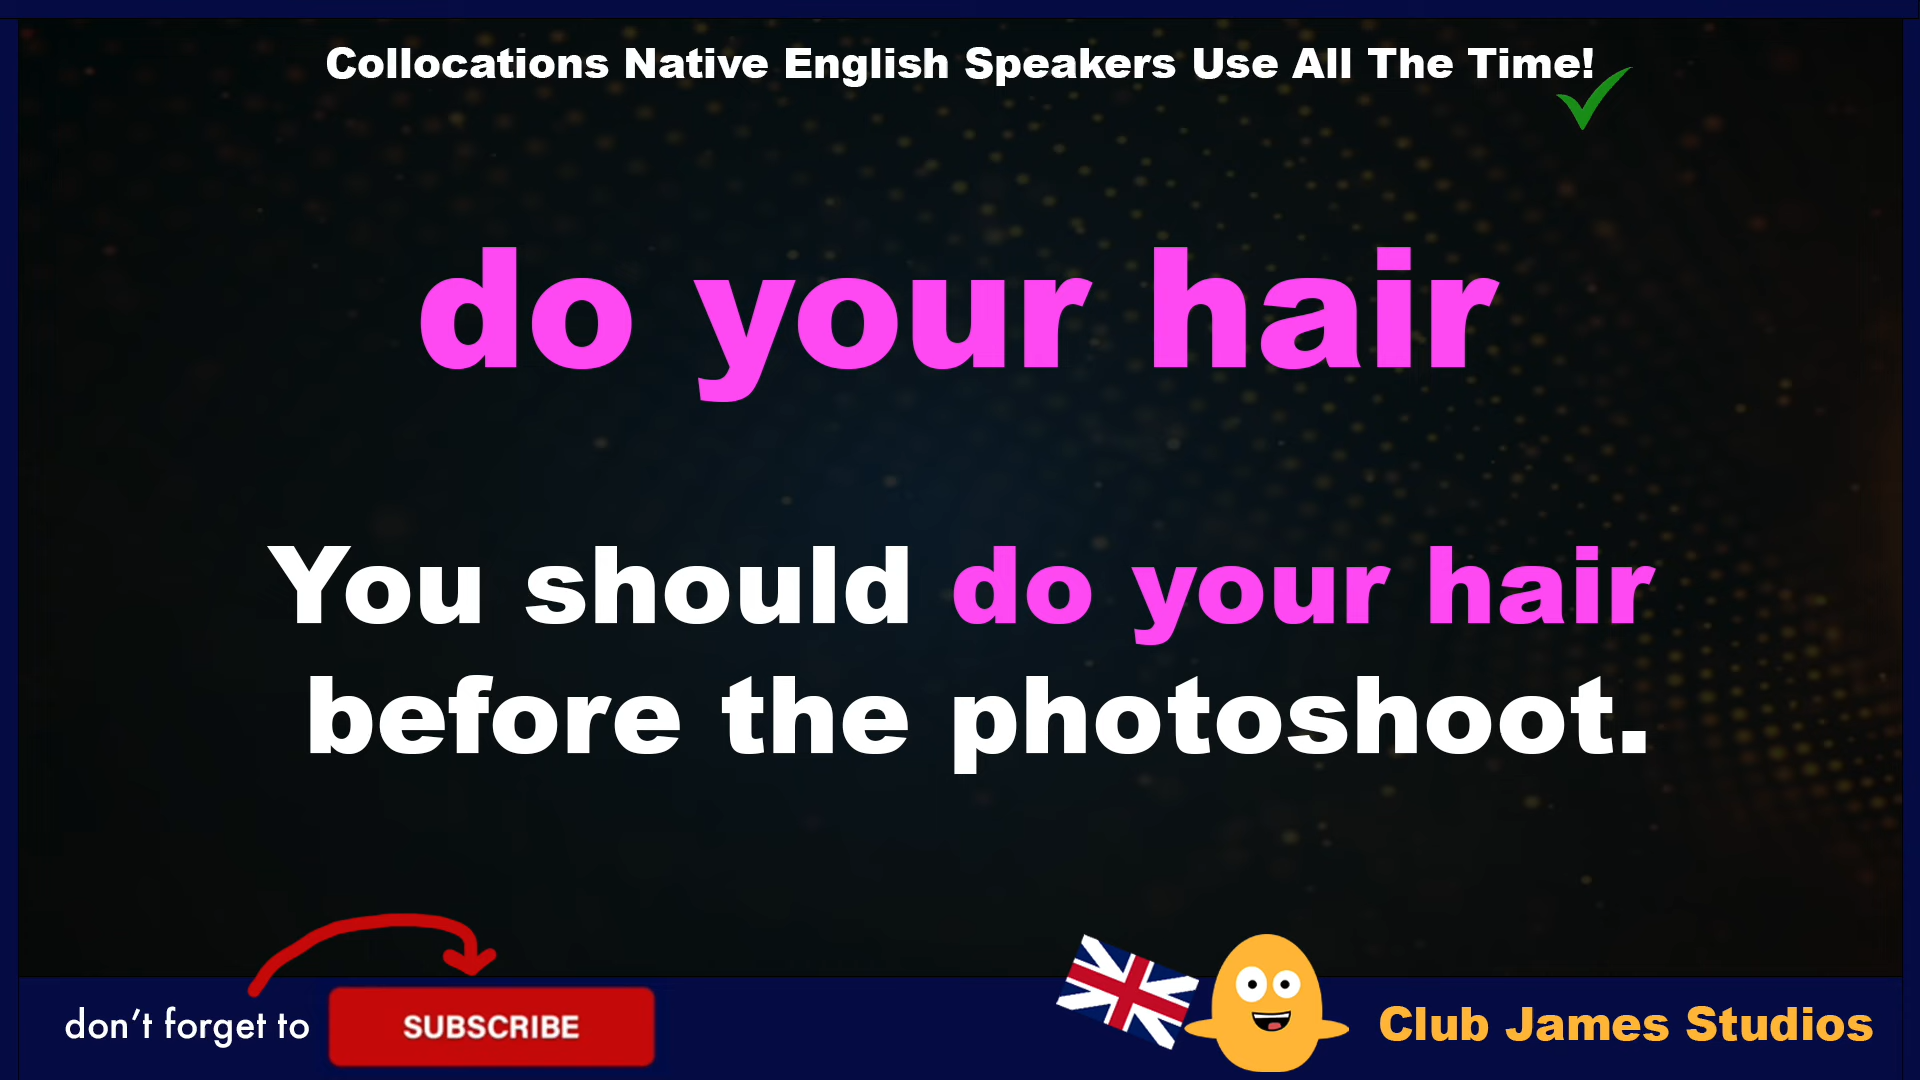 Collocations Native English Speakers Use All The Time!
do your hair
You should do your hair
before the photoshoot.
don't forget to
SUBSCRIBE
Club James Studios